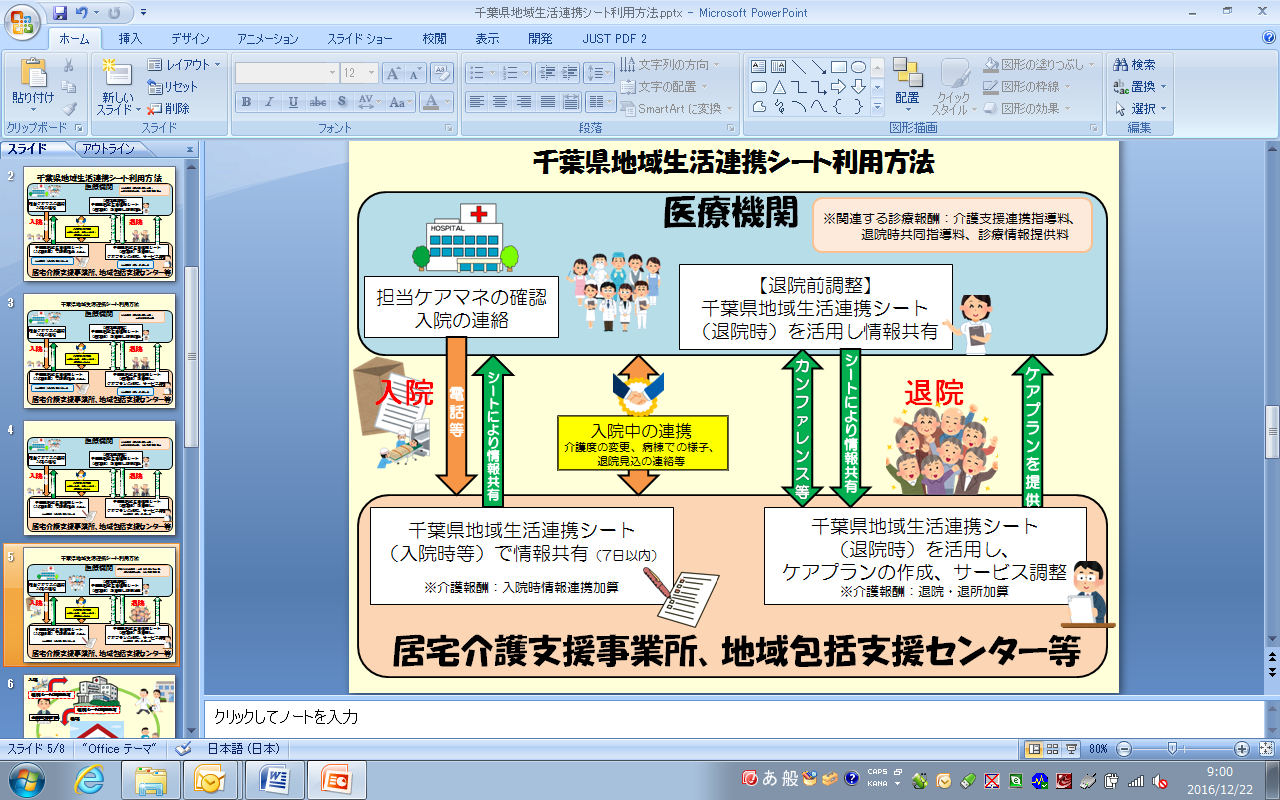 千葉県地域生活連携シート利用方法.pptx - Microsoft PowerPoint
ホーム 挿入 デザイン アニメーション スライド ショー 校閲 表示 開発 JUST PDF 2
貼り付け
クリップボード
新しい
スライド
レイアウト
リセット
削除
スライド
12
フォント
文字列の方向
文字の配置
SmartArt に変換
段落
配置
クイック
スタイル
図形の塗りつぶし
図形の枠線
図形の効果
図形描画
検索
置換
選択
編集
スライド アウトライン
2
3
4
5
6
千葉県地域生活連携シート利用方法
医療機関
※関連する診療報酬：介護支援連携指導料、
退院時共同指導料、診療情報提供料
HOSPITAL
担当ケアマネの確認
入院の連絡
【退院前調整】
千葉県地域生活連携シート
（退院時）を活用し情報共有
入院
電話等
シートにより情報共有
入院中の連携
介護度の変更、病棟での様子、
退院見込の連絡等
カンファレンス等
シートにより情報共有
退院
ケアプランを提供
千葉県地域生活連携シート
（入院時等）で情報共有（7日以内）
※介護報酬：入院時情報連携加算
千葉県地域生活連携シート
（退院時）を活用し、
ケアプランの作成、サービス調整
※介護報酬：退院・退所加算
居宅介護支援事業所、地域包括支援センター等
クリックしてノートを入力
スライド 5/8 "Office テーマ" 日本語 (日本) 80%
あ 般 CAPS KANA
9:00
2016/12/22